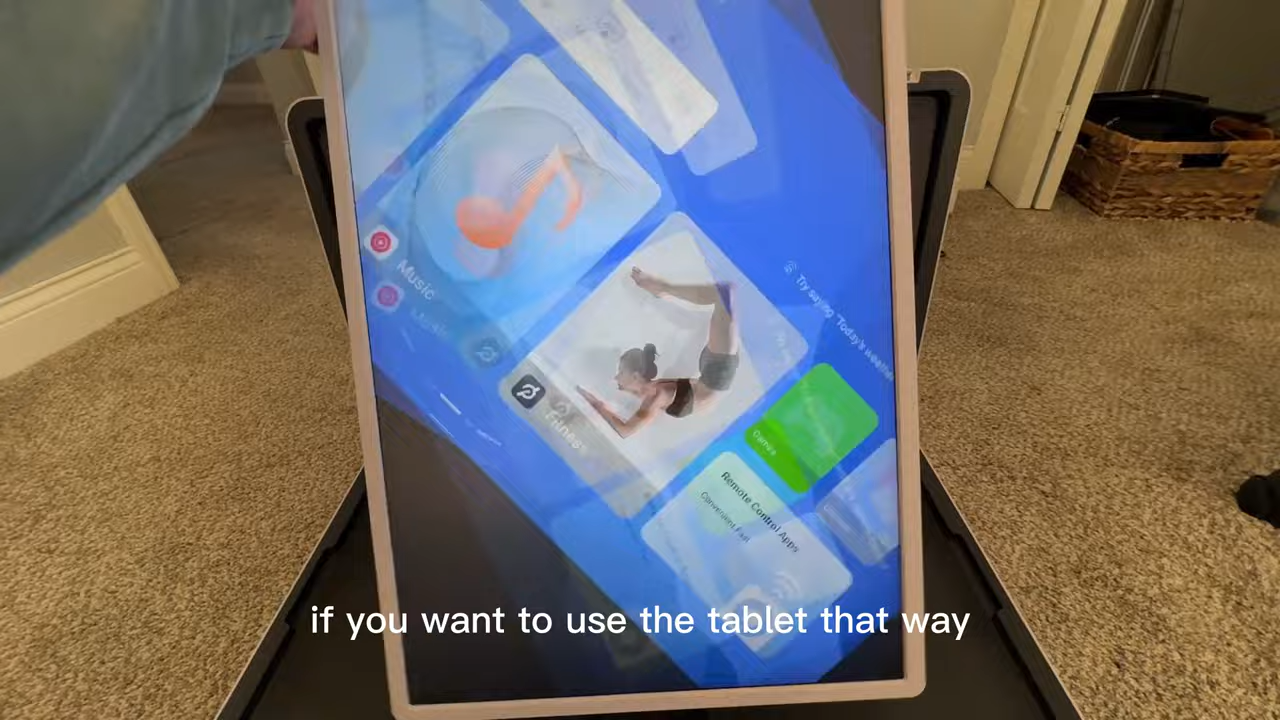 Music
Music
Fitness
Try saying "Today's weather
Games
Remote Control Apps
Convenient Fast
if you want to use the tablet that way